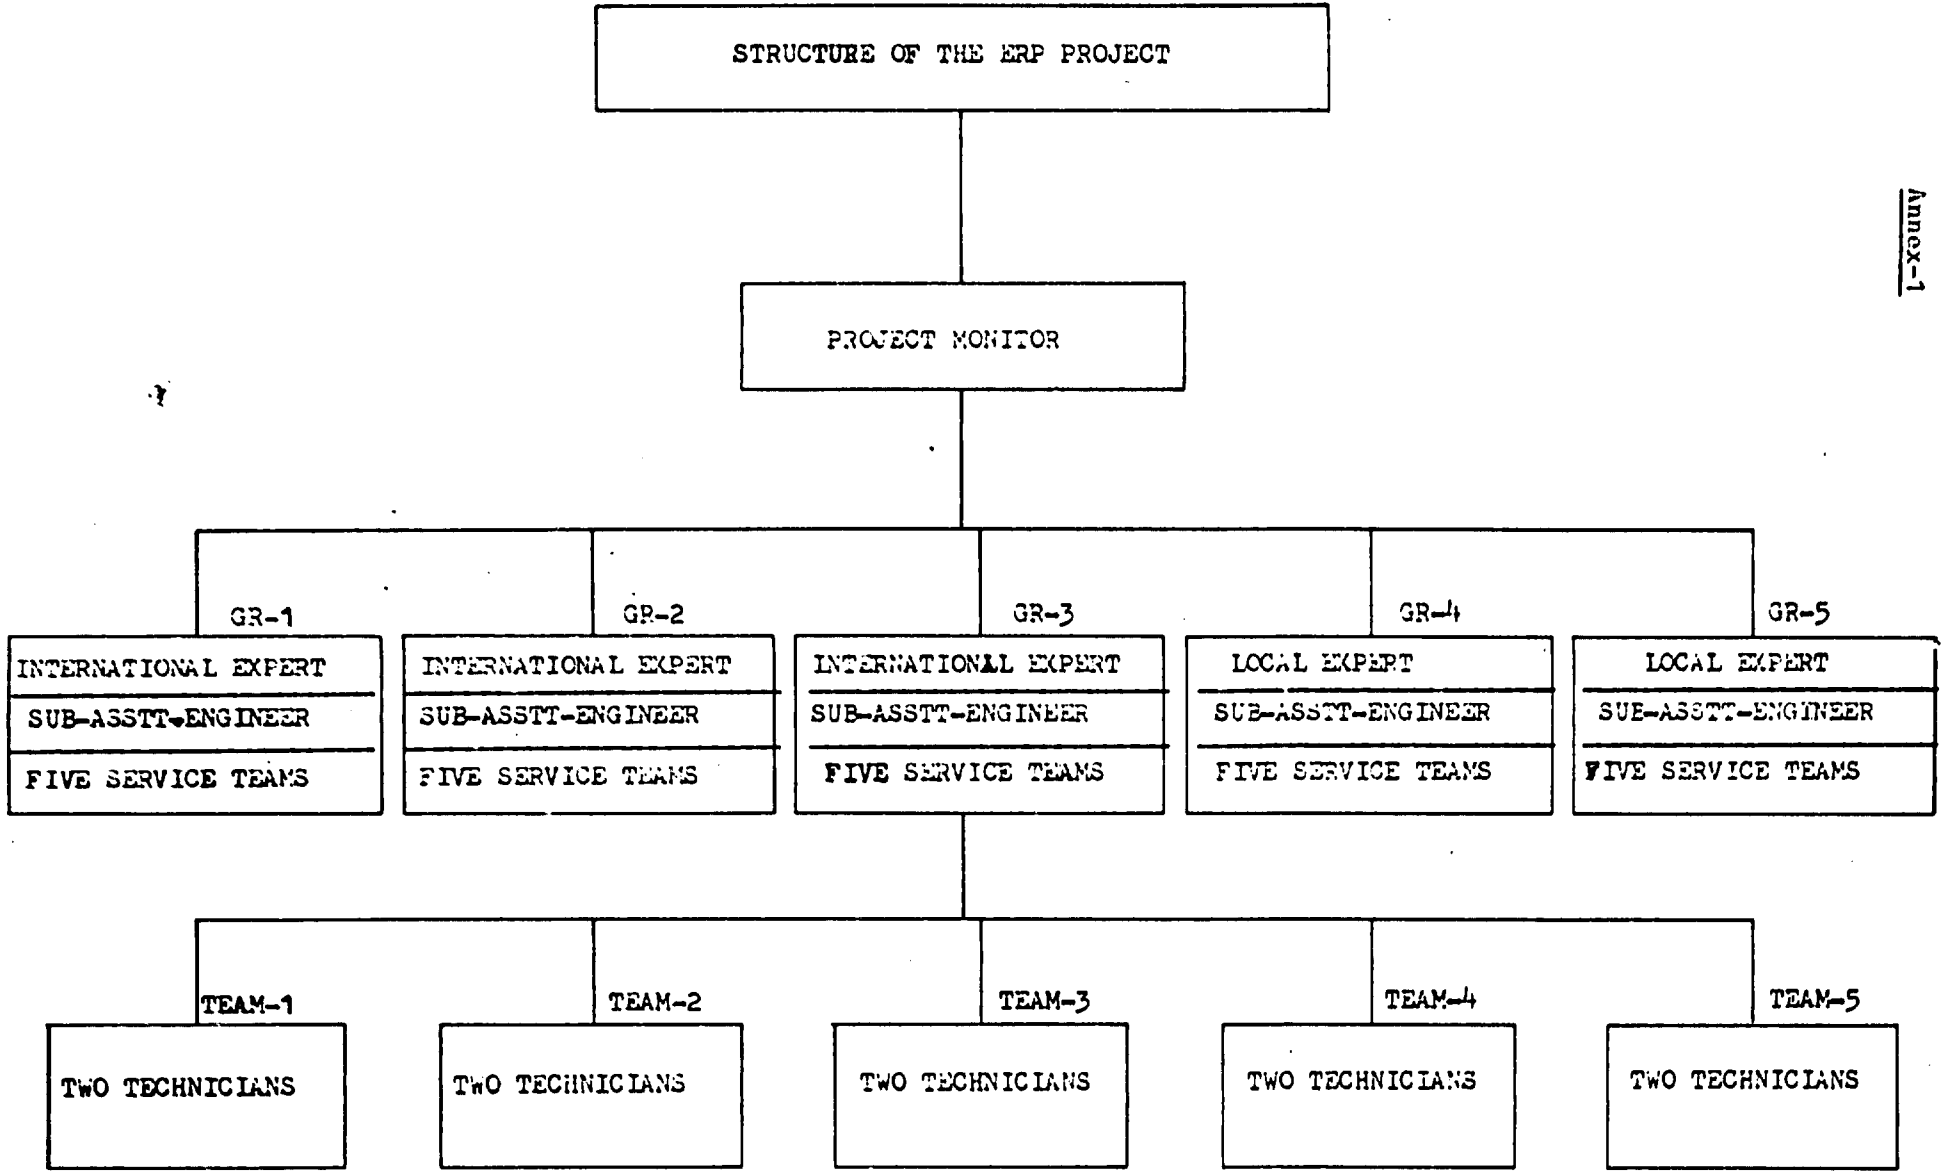 STRUCTURE OF THE ERP PROJECT
Annex-1
PROJECT MONITOR
GR-1
GR-2
GR-3
GR-4
GR-5
INTERNATIONAL EXPERT
SUB-ASSTT-ENGINEER
FIVE SERVICE TEAMS
INTERNATIONAL EXPERT
SUB-ASSTT-ENGINEER
FIVE SERVICE TEAMS
INTERNATIONAL EXPERT
SUB-ASSTT-ENGINEER
FIVE SERVICE TEAMS
LOCAL EXPERT
SUB-ASSTT-ENGINEER
FIVE SERVICE TEAMS
LOCAL EXPERT
SUB-ASSTT-ENGINEER
FIVE SERVICE TEAMS
TEAM-1
TEAM-2
TEAM-3
TEAM-4
TEAM-5
TWO TECHNICIANS
TWO TECHNICIANS
TWO TECHNICIANS
TWO TECHNICIANS
TWO TECHNICIANS